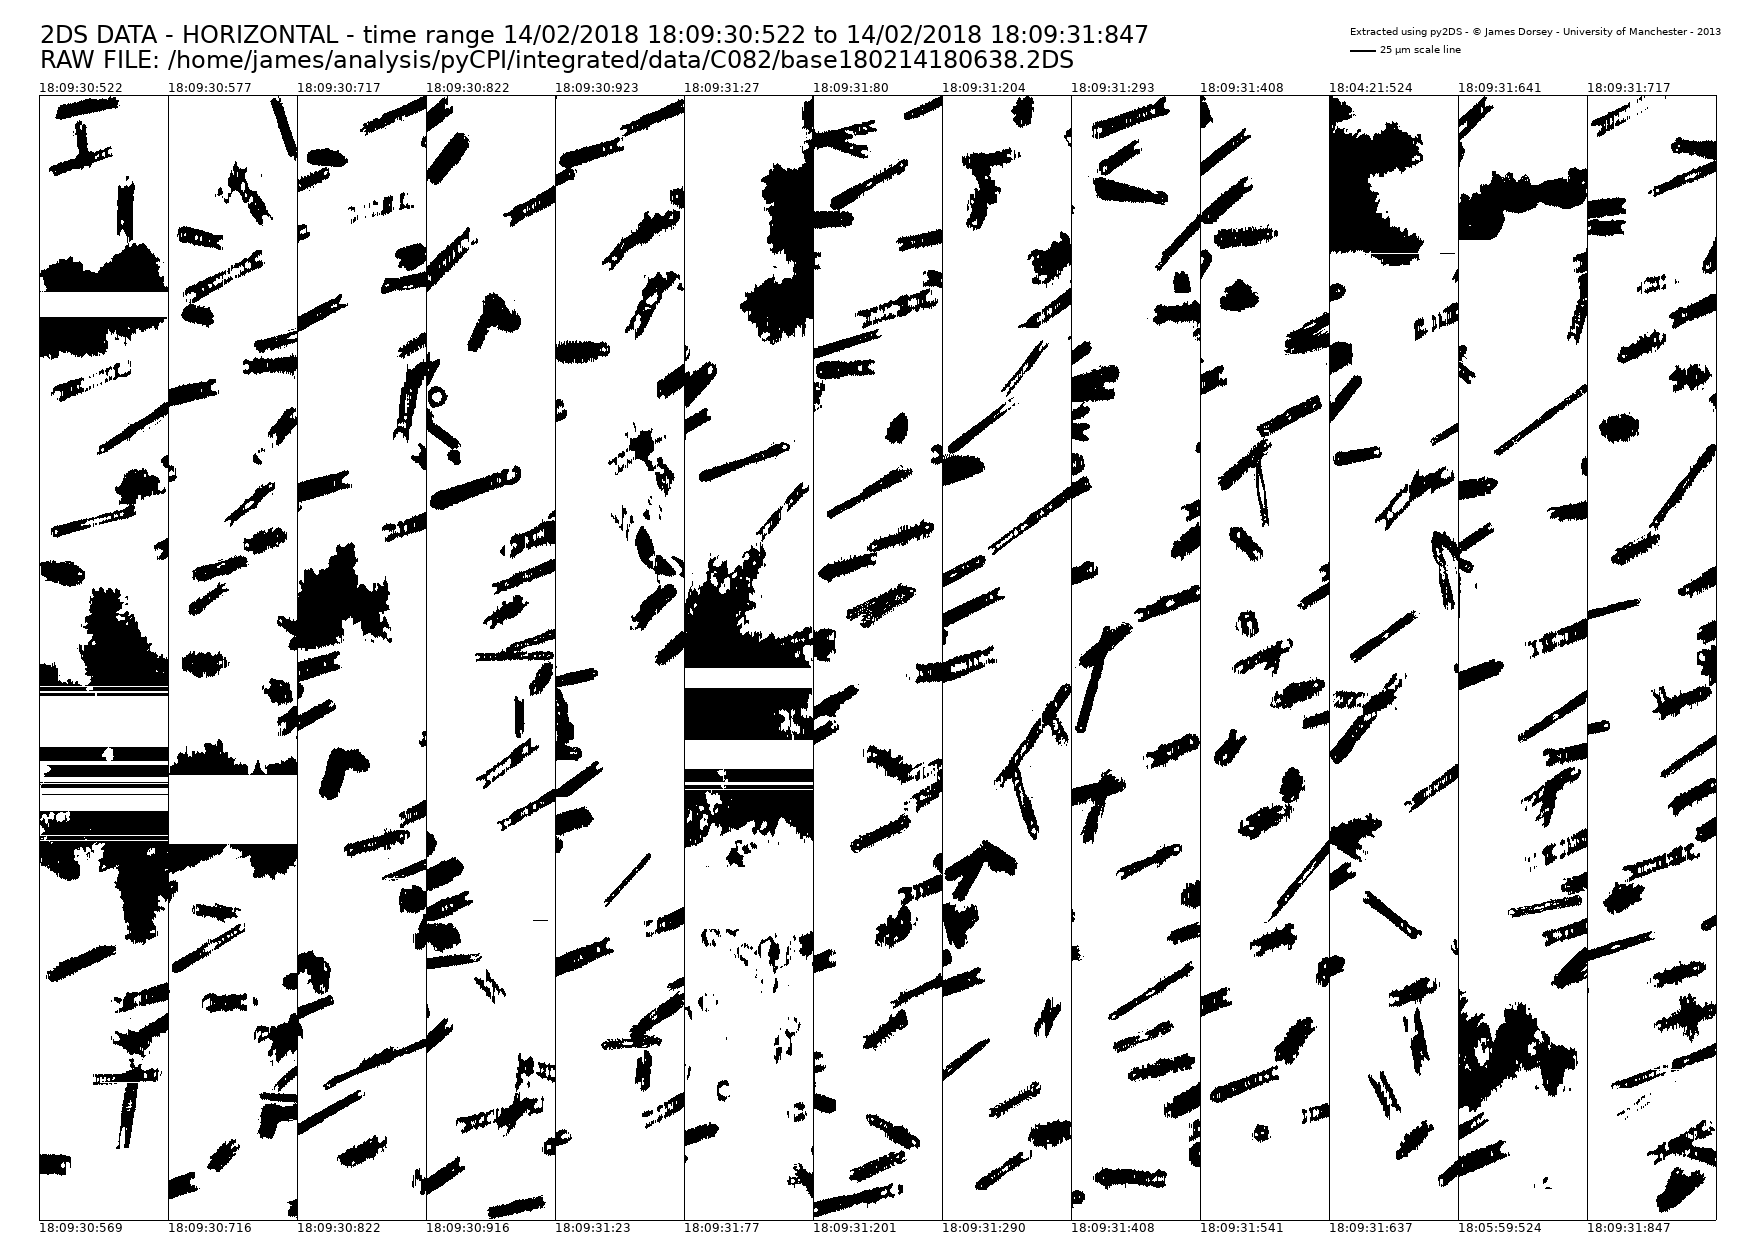 2DS DATA - HORIZONTAL - time range 14/02/2018 18:09:30:522 to 14/02/2018 18:09:31:847
RAW FILE: /home/james/analysis/pyCPI/integrated/data/C082/base180214180638.2DS
Extracted using py2DS - © James Dorsey - University of Manchester - 2013
25 µm scale line
18:09:30:522 18:09:30:577 18:09:30:717 18:09:30:822 18:09:30:923 18:09:31:27 18:09:31:80 18:09:31:204 18:09:31:293 18:09:31:408 18:04:21:524 18:09:31:641 18:09:31:717
18:09:30:569 18:09:30:716 18:09:30:822 18:09:30:916 18:09:31:23 18:09:31:77 18:09:31:201 18:09:31:290 18:09:31:408 18:09:31:541 18:09:31:637 18:05:59:524 18:09:31:847